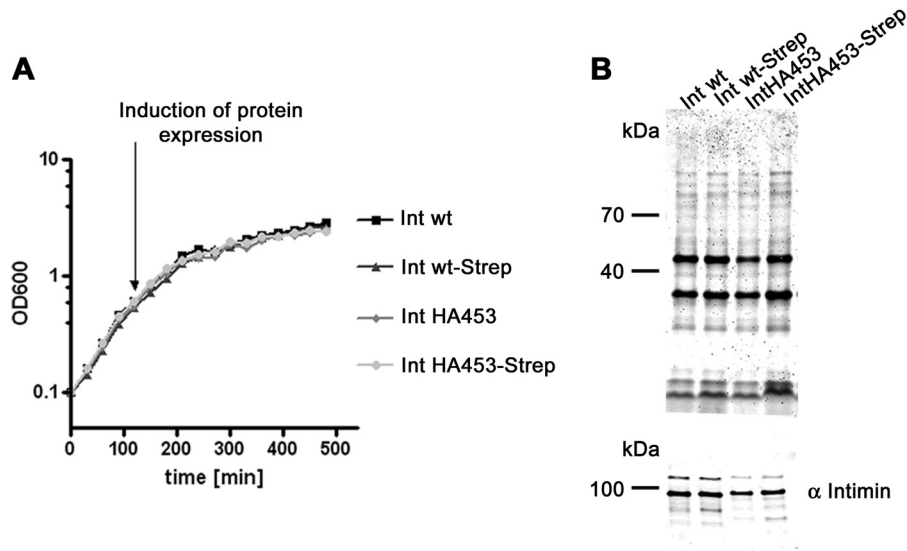 A
Induction of protein
expression
10
1
0.1
OD600
0 100 200 300 400 500
time [min]
Int wt
Int wt-Strep
Int HA453
Int HA453-Strep
B
Int wt
Int wt-Strep
IntHA453
IntHA453-Strep
kDa
70
40
kDa
100
α Intimin